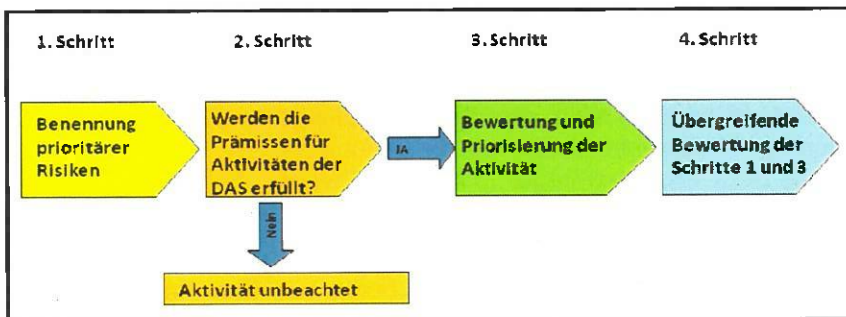 1. Schritt
2. Schritt
3. Schritt
4. Schritt
Benennung
prioritärer
Risiken
Werden die
Prämissen für
Aktivitäten der
DAS erfüllt?
JA
Bewertung und
Priorisierung der
Aktivität
Übergreifende
Bewertung der
Schritte 1 und 3
Nein
Aktivität unbeachtet